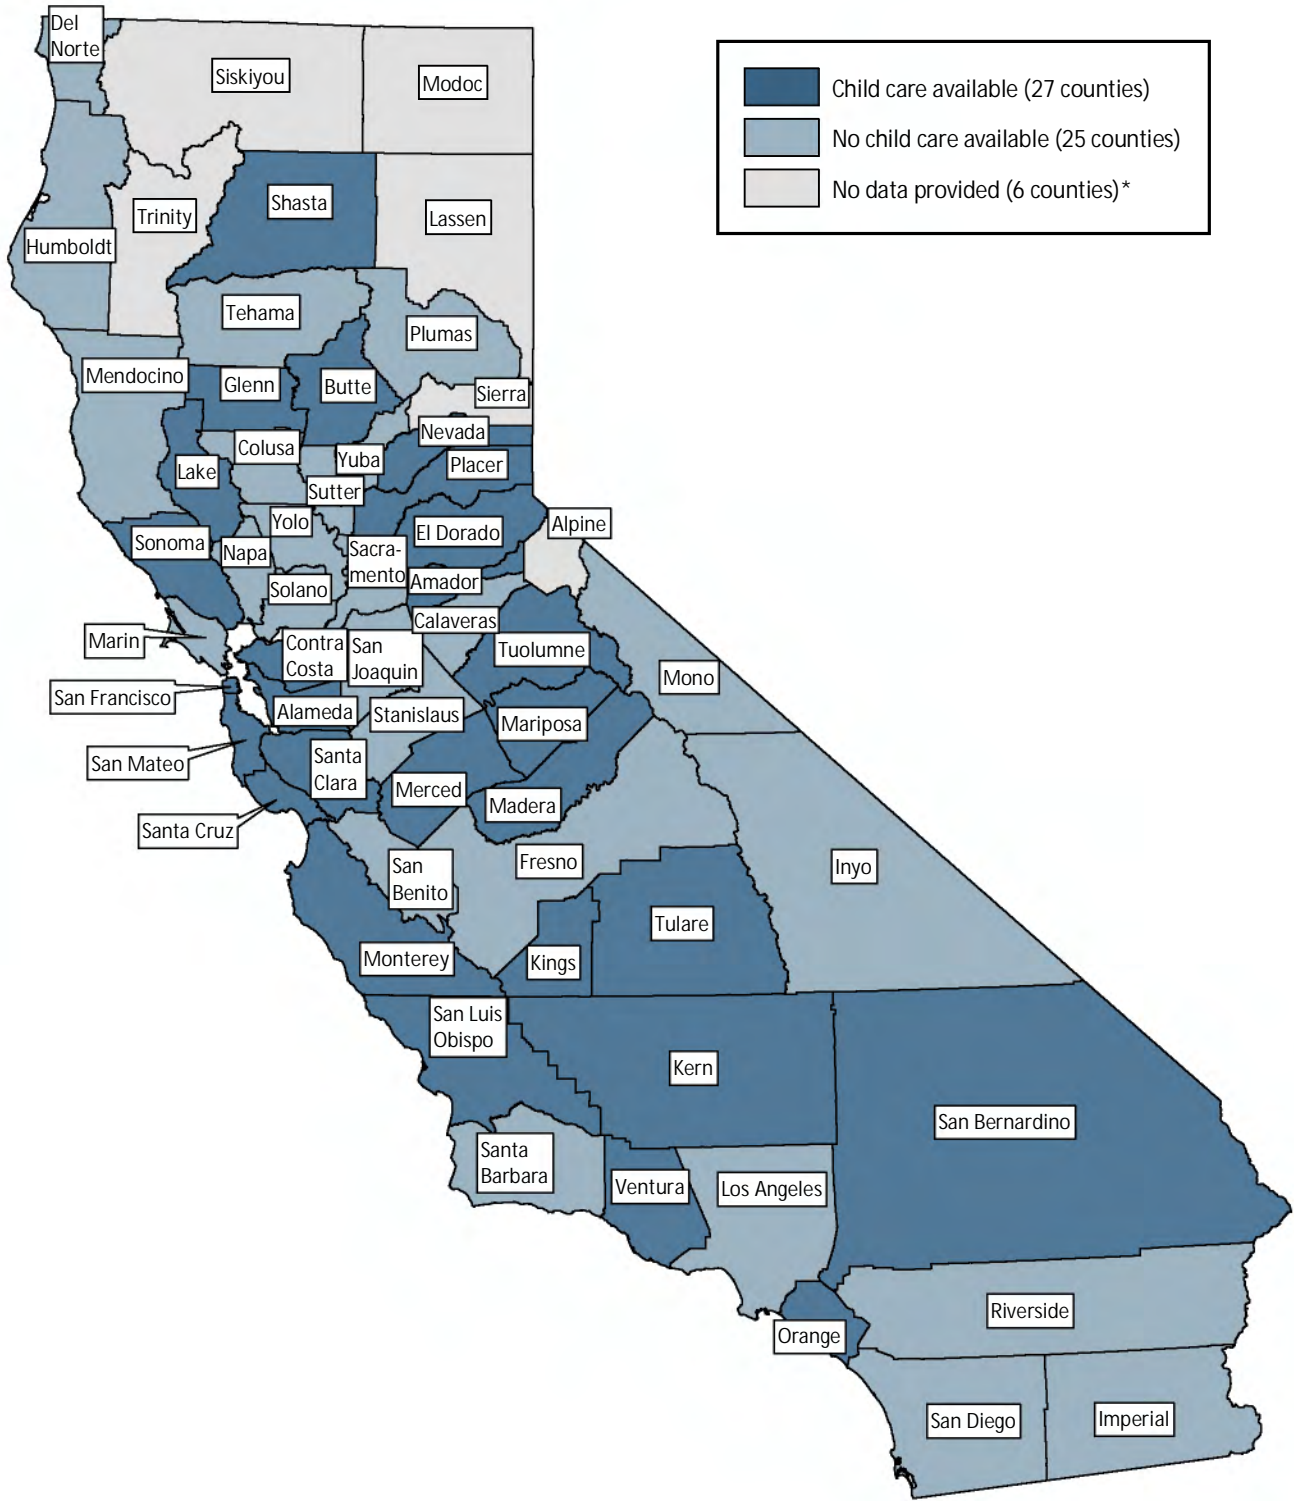 Del
Norte
Siskiyou
Modoc
Child care available (27 counties)
No child care available (25 counties)
No data provided (6 counties)*
Shasta
Trinity
Lassen
Humboldt
Tehama
Plumas
Mendocino
Glenn
Butte
Sierra
Nevada
Colusa
Yuba
Placer
Lake
Sutter
Yolo
Alpine
El Dorado
Sonoma
Napa
Sacra-
mento
Amador
Solano
Calaveras
Marin
Contra
Costa
San
Joaquin
Tuolumne
Mono
San Francisco
Alameda
Stanislaus
Mariposa
San Mateo
Santa
Clara
Merced
Madera
Santa Cruz
San
Benito
Fresno
Inyo
Tulare
Monterey
Kings
San Luis
Obispo
Kern
San Bernardino
Santa
Barbara
Ventura
Los Angeles
Riverside
Orange
San Diego
Imperial